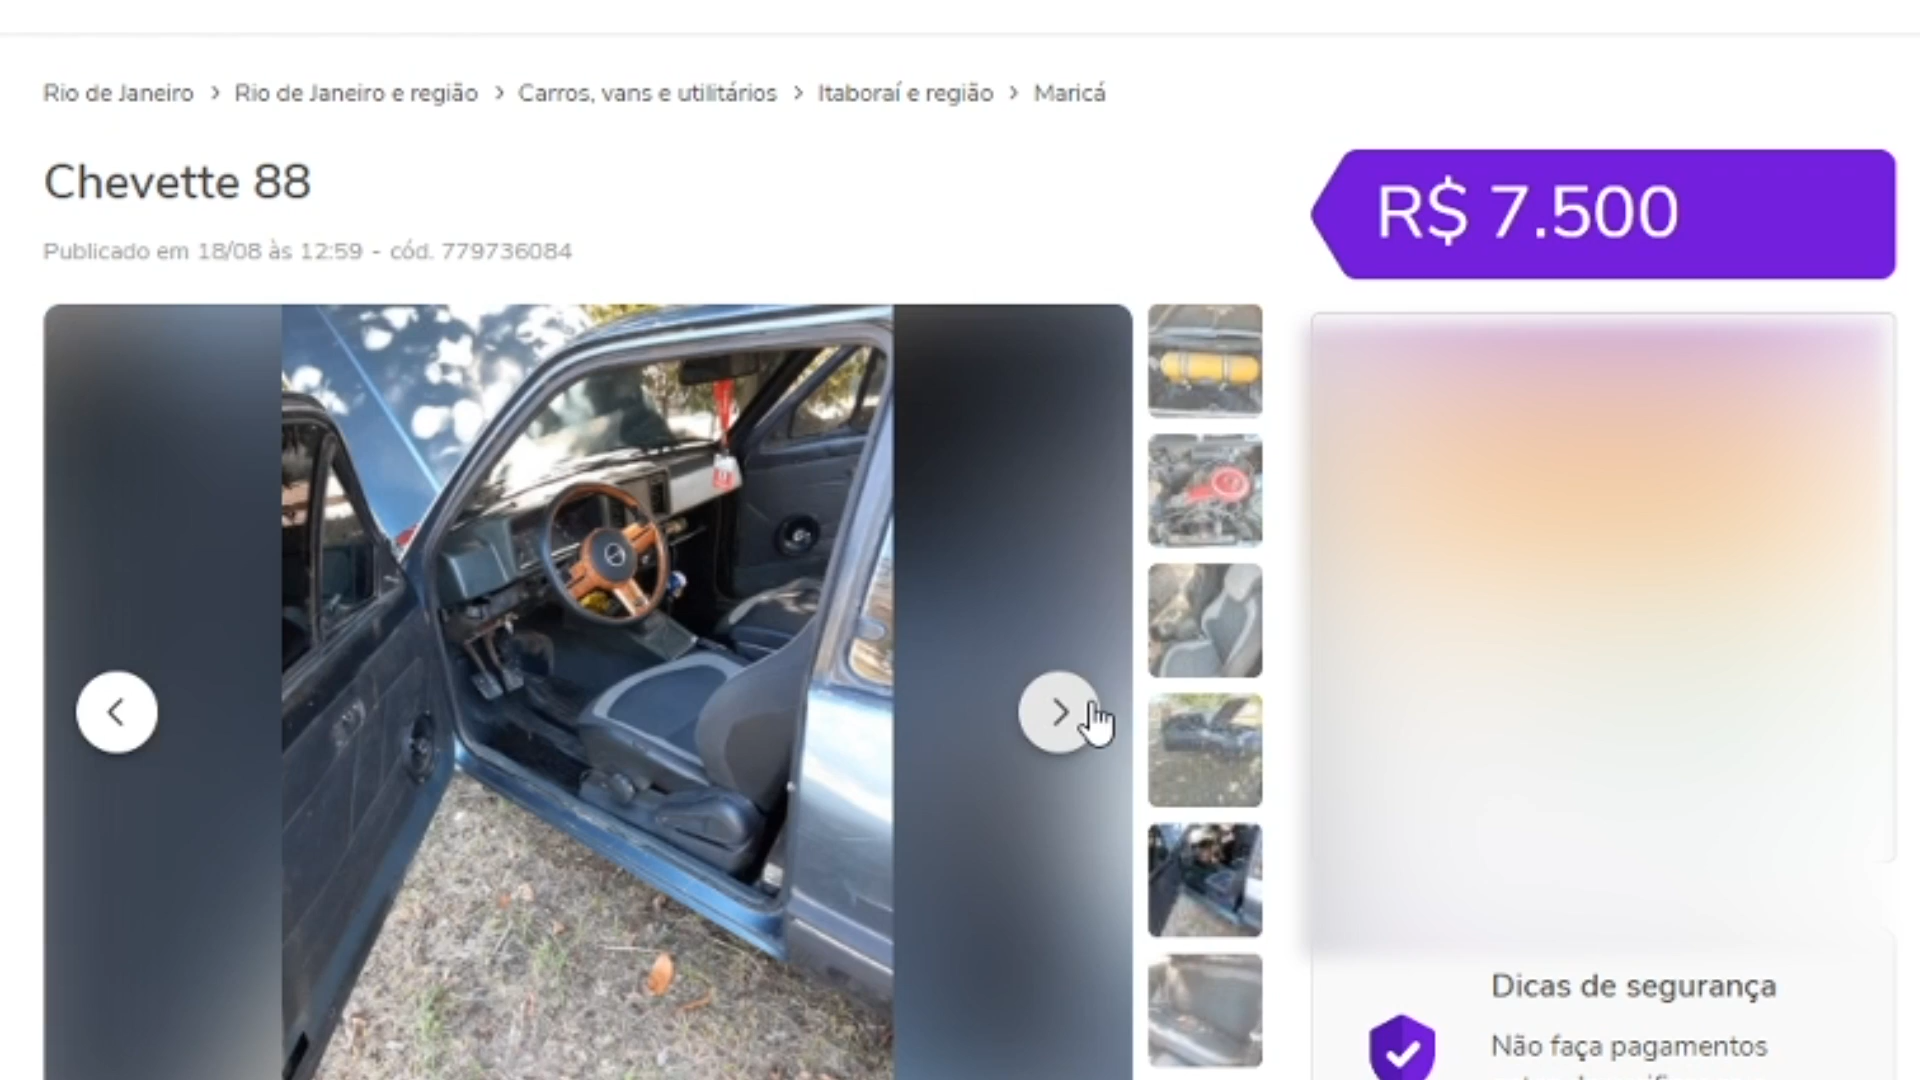 Rio de Janeiro > Rio de Janeiro e região > Carros, vans e utilitários > Itaboraí e região > Maricá
Chevette 88
Publicado em 18/08 às 12:59 - cód. 779736084
R$ 7.500
Dicas de segurança
Não faça pagamentos